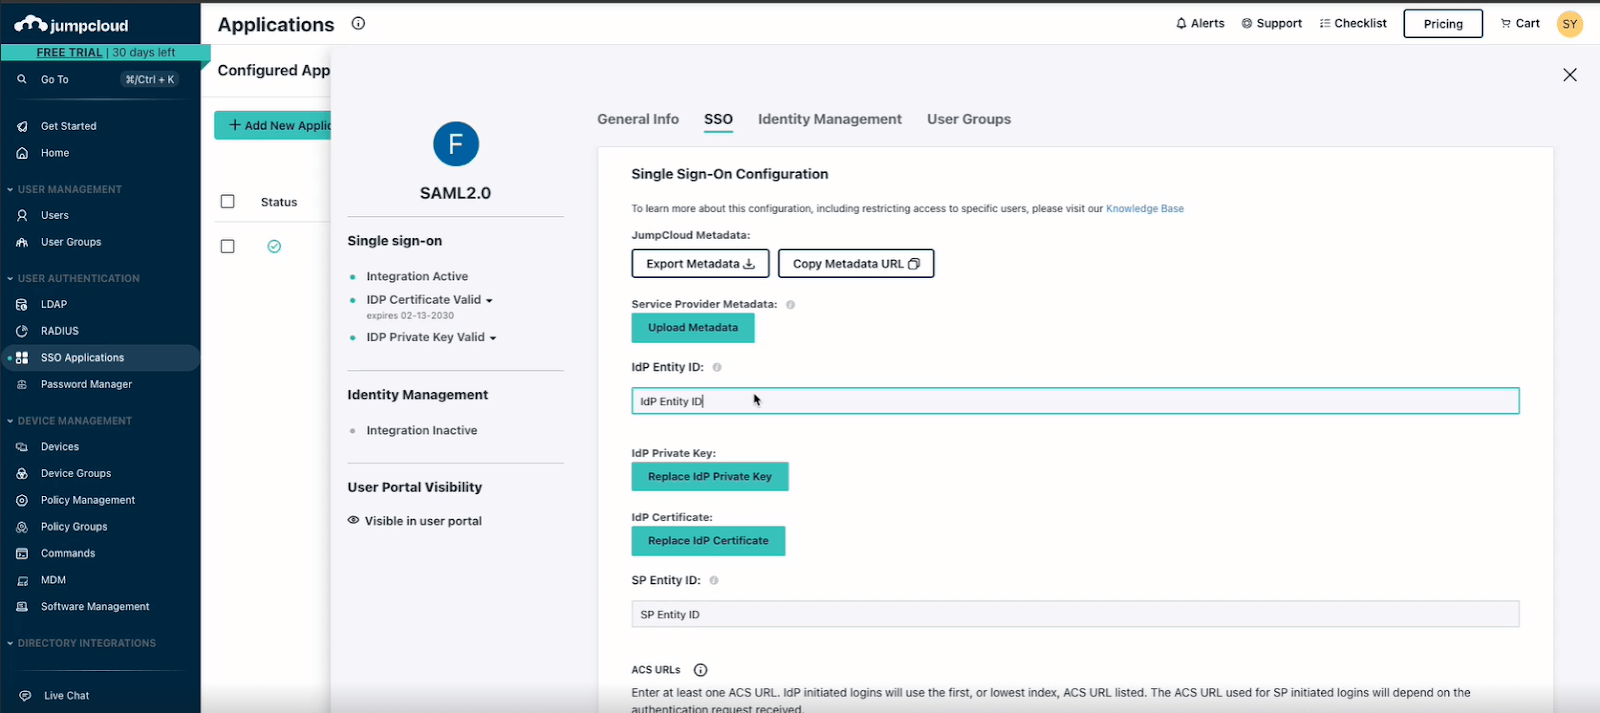 jumpcloud
FREE TRIAL | 30 days left
Go To
⌘/Ctrl + K
Get Started
Home
USER MANAGEMENT
Users
User Groups
USER AUTHENTICATION
LDAP
RADIUS
SSO Applications
Password Manager
DEVICE MANAGEMENT
Devices
Device Groups
Policy Management
Policy Groups
Commands
MDM
Software Management
DIRECTORY INTEGRATIONS
Live Chat
Applications
Alerts
Support
Checklist
Pricing
Cart
SY
Configured App
+ Add New Applic
Status
F
SAML2.0
Single sign-on
Integration Active
IDP Certificate Valid
expires 02-13-2030
IDP Private Key Valid
Identity Management
Integration Inactive
User Portal Visibility
Visible in user portal
General Info
SSO
Identity Management
User Groups
Single Sign-On Configuration
To learn more about this configuration, including restricting access to specific users, please visit our Knowledge Base
JumpCloud Metadata:
Export Metadata
Copy Metadata URL
Service Provider Metadata:
Upload Metadata
IdP Entity ID:
IdP Entity ID
IdP Private Key:
Replace IdP Private Key
IdP Certificate:
Replace IdP Certificate
SP Entity ID:
SP Entity ID
ACS URLs
Enter at least one ACS URL. IdP initiated logins will use the first, or lowest index, ACS URL listed. The ACS URL used for SP initiated logins will depend on the
authentication request received.